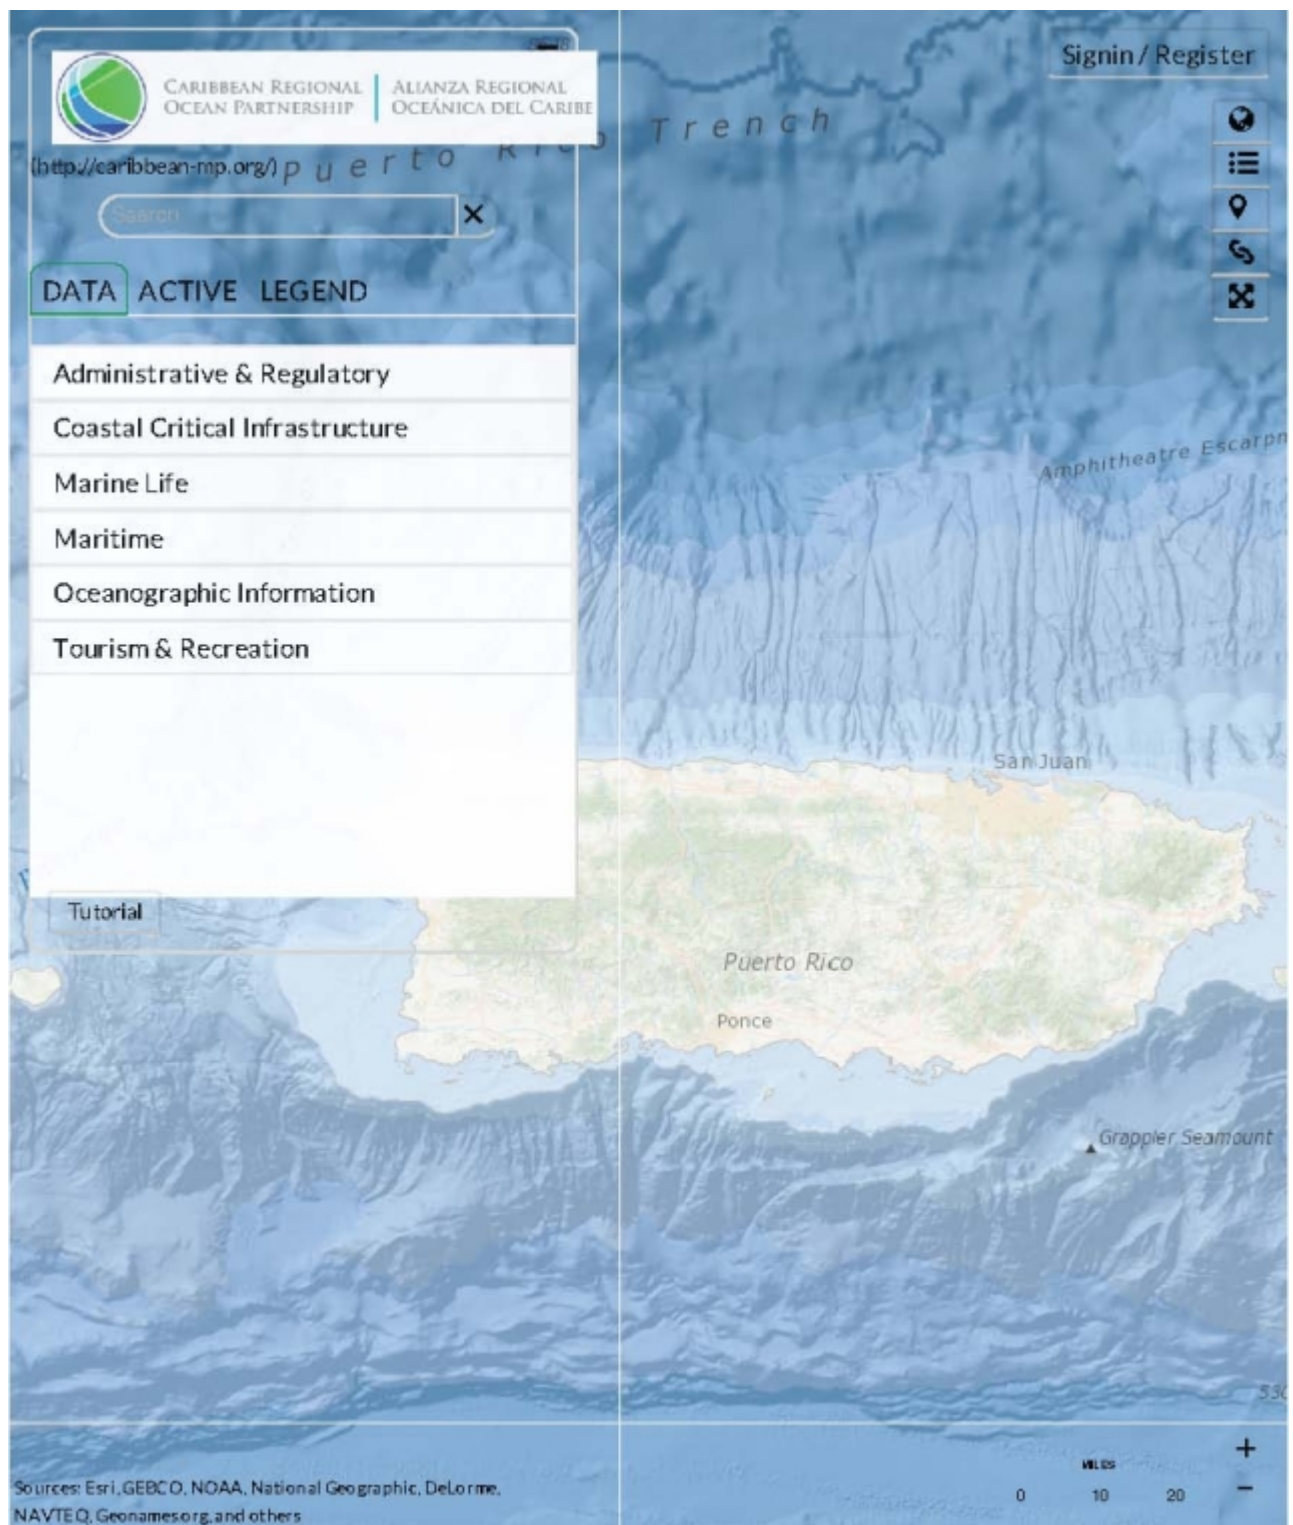 CARIBBEAN REGIONAL
OCEAN PARTNERSHIP
ALIANZA REGIONAL
OCEÁNICA DEL CARIBE
Signin / Register
(http://caribbean-mp.org/)
Puerto Rico Trench
Search
DATA ACTIVE LEGEND
Administrative & Regulatory
Coastal Critical Infrastructure
Marine Life
Maritime
Oceanographic Information
Tourism & Recreation
Tutorial
Amphitheatre Escarpm
San Juan
Puerto Rico
Ponce
Grappler Seamount
530
MILES
0 10 20
+
−
Sources: Esri, GEBCO, NOAA, National Geographic, DeLorme,
NAVTEQ, Geonames.org, and others